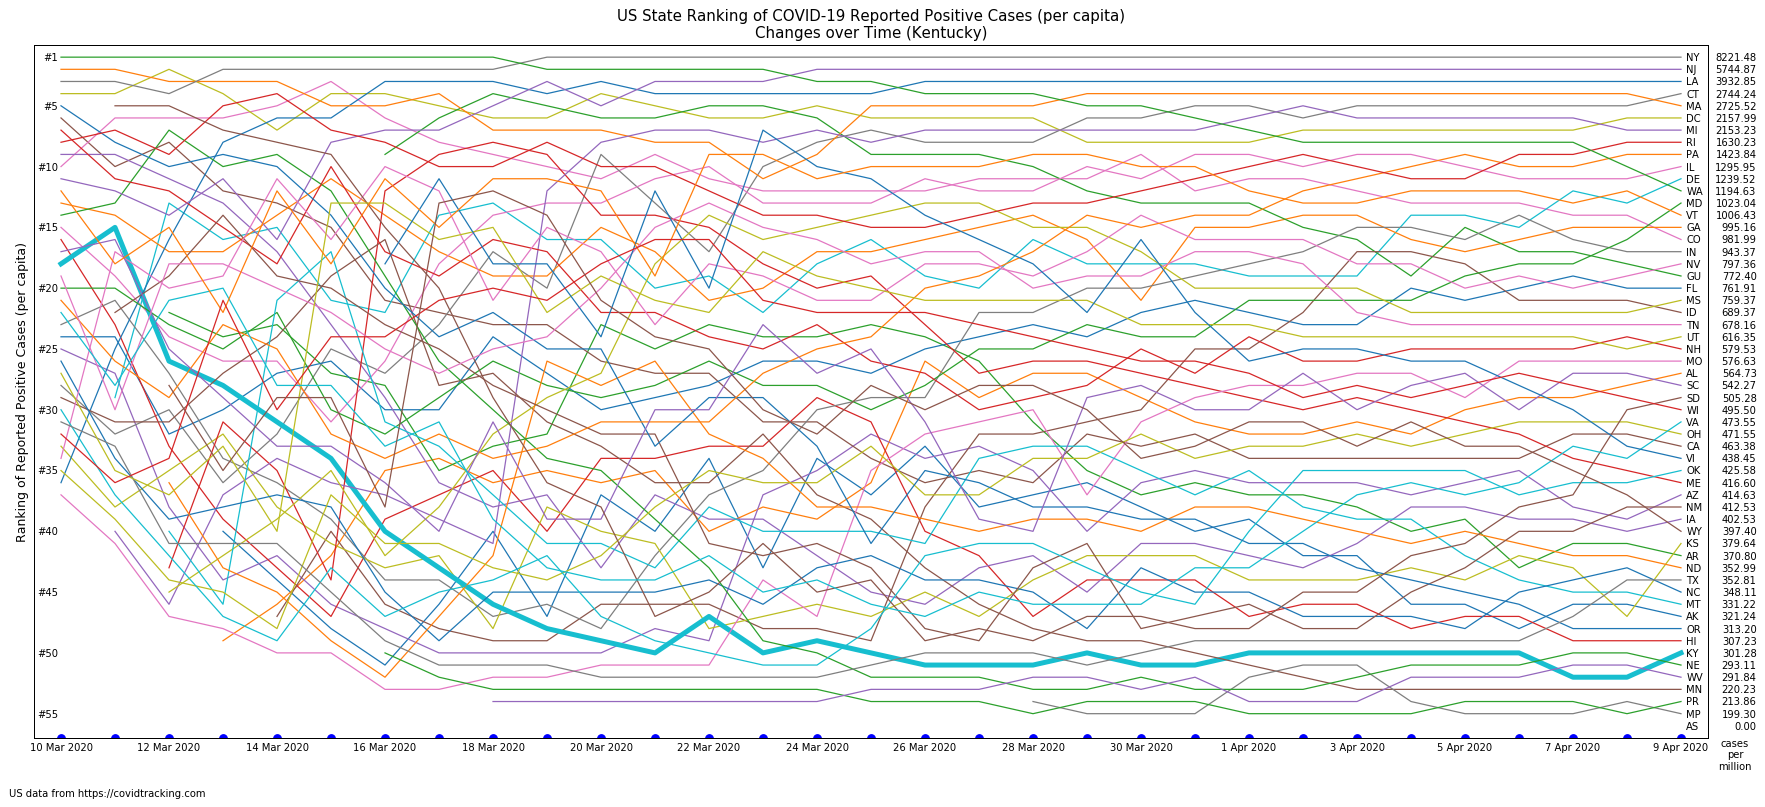 US State Ranking of COVID-19 Reported Positive Cases (per capita)
Changes over Time (Kentucky)
Ranking of Reported Positive Cases (per capita)
#1
#5
#10
#15
#20
#25
#30
#35
#40
#45
#50
#55
NY 8221.48
NJ 5744.87
LA 3932.85
CT 2744.24
MA 2725.52
DC 2157.99
MI 2153.23
RI 1630.23
PA 1423.84
IL 1295.95
DE 1239.52
WA 1194.63
MD 1023.04
VT 1006.43
GA 995.16
CO 981.99
IN 943.37
NV 797.36
GU 772.40
FL 761.91
MS 759.37
ID 689.37
TN 678.16
UT 616.35
NH 579.53
MO 576.63
AL 564.73
SC 542.27
SD 505.28
WI 495.50
VA 473.55
OH 471.55
CA 463.38
VI 438.45
OK 425.58
ME 416.60
AZ 414.63
NM 412.53
IA 402.53
WY 397.40
KS 379.64
AR 370.80
ND 352.99
TX 352.81
NC 348.11
MT 331.22
AK 321.24
OR 313.20
HI 307.23
KY 301.28
NE 293.11
WV 291.84
MN 220.23
PR 213.86
MP 199.30
AS 0.00
10 Mar 2020 12 Mar 2020 14 Mar 2020 16 Mar 2020 18 Mar 2020 20 Mar 2020 22 Mar 2020 24 Mar 2020 26 Mar 2020 28 Mar 2020 30 Mar 2020 1 Apr 2020 3 Apr 2020 5 Apr 2020 7 Apr 2020 9 Apr 2020
cases
per
million
US data from https://covidtracking.com